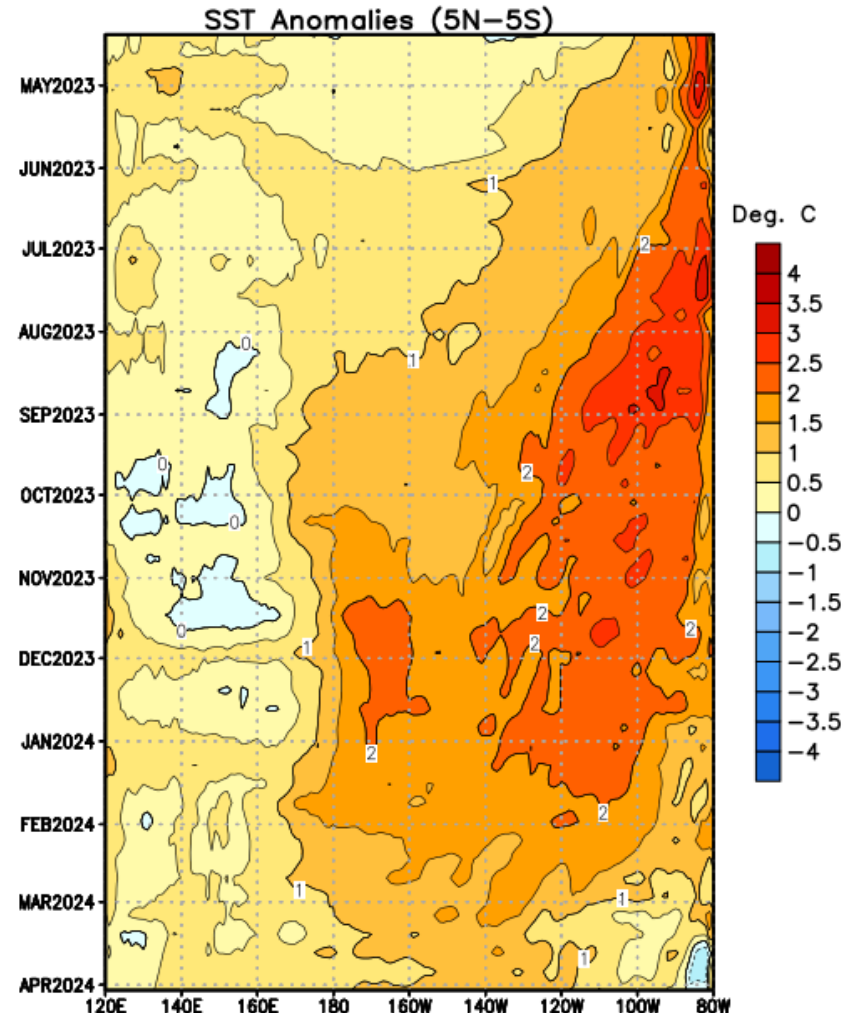 SST Anomalies (5N−5S)
MAY2023
JUN2023
JUL2023
AUG2023
SEP2023
OCT2023
NOV2023
DEC2023
JAN2024
FEB2024
MAR2024
APR2024
120E 140E 160E 180 160W 140W 120W 100W 80W
1
2
0
1
0
2
0
2
0
2
2
1
2
2
1
1
1
Deg. C
4
3.5
3
2.5
2
1.5
1
0.5
0
−0.5
−1
−1.5
−2
−2.5
−3
−3.5
−4